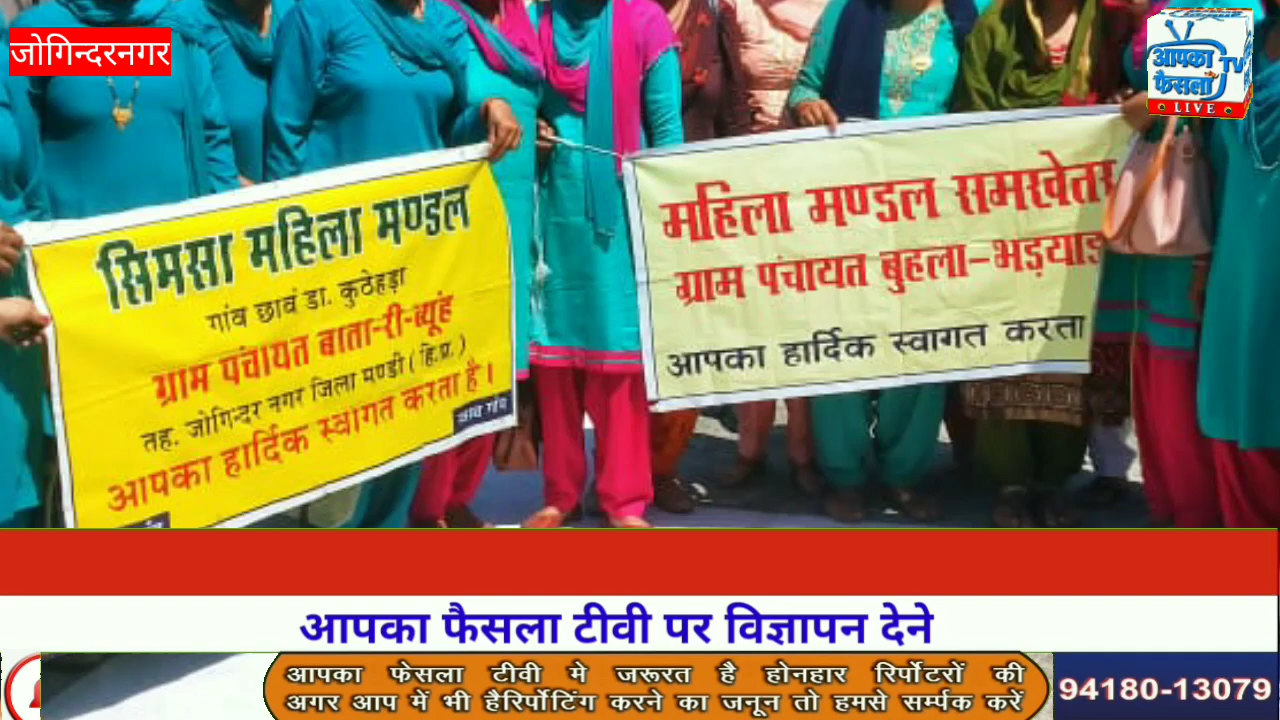 जोगिन्दरनगर
आपका
फैसला TV
LIVE
सिमसा महिला मण्डल
गांव छावं डा. कुठेहड़ा
ग्राम पंचायत बाता-री-ब्यूंह
तह. जोगिन्दर नगर जिला मण्डी ( हि.प्र. )
आपका हार्दिक स्वागत करता है ।
महिला मण्डल समखेतर
ग्राम पंचायत बुहला-भड़याड़
आपका हार्दिक स्वागत करता
आपका फैसला टीवी पर विज्ञापन देने
आपका फेसला टीवी मे जरूरत है होनहार रिर्पोटरों की
अगर आप में भी हैरिर्पोटिंग करने का जनून तो हमसे सर्म्पक करें
94180-13079